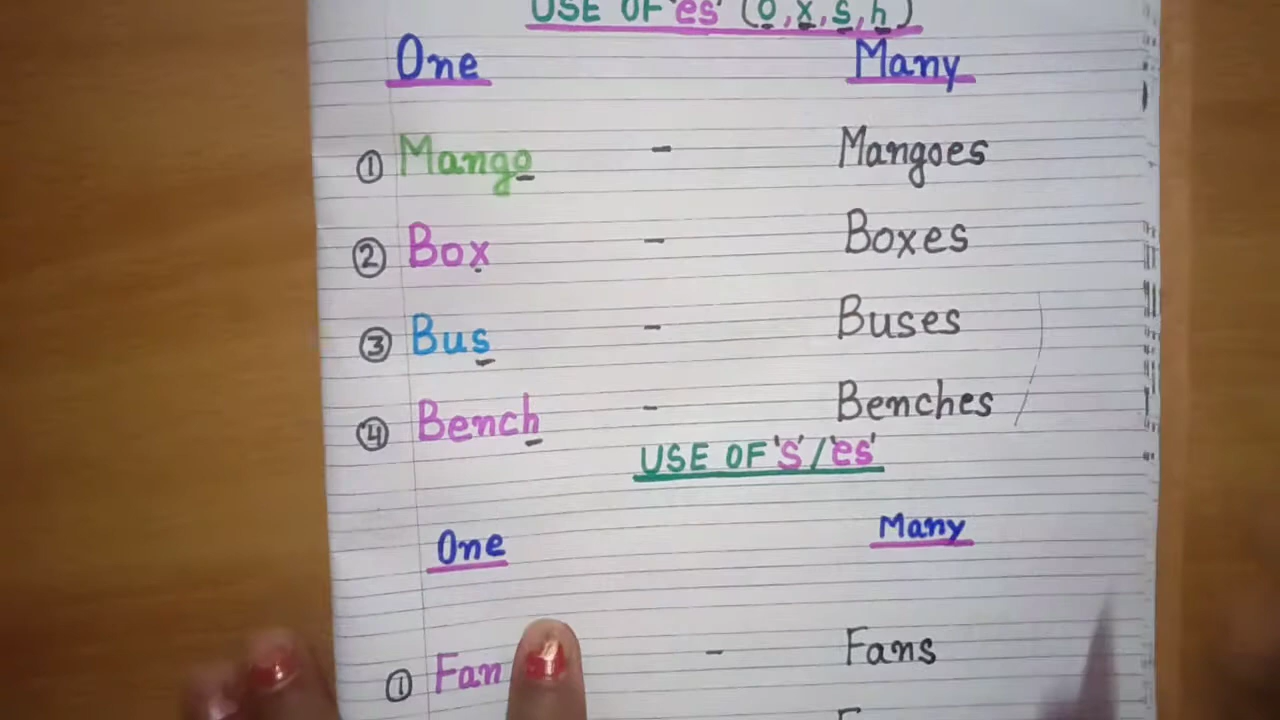 USE OF 'es' (o, x, s, h)
One Many
① Mango - Mangoes
② Box - Boxes
③ Bus - Buses
④ Bench - Benches
USE OF 's' / 'es'
One Many
① Fan - Fans